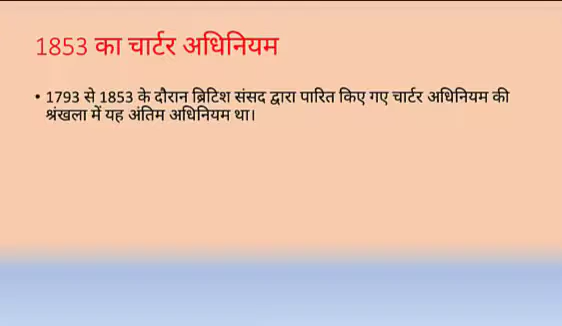 1853 का चार्टर अधिनियम
• 1793 से 1853 के दौरान ब्रिटिश संसद द्वारा पारित किए गए चार्टर अधिनियम की
श्रंखला में यह अंतिम अधिनियम था।